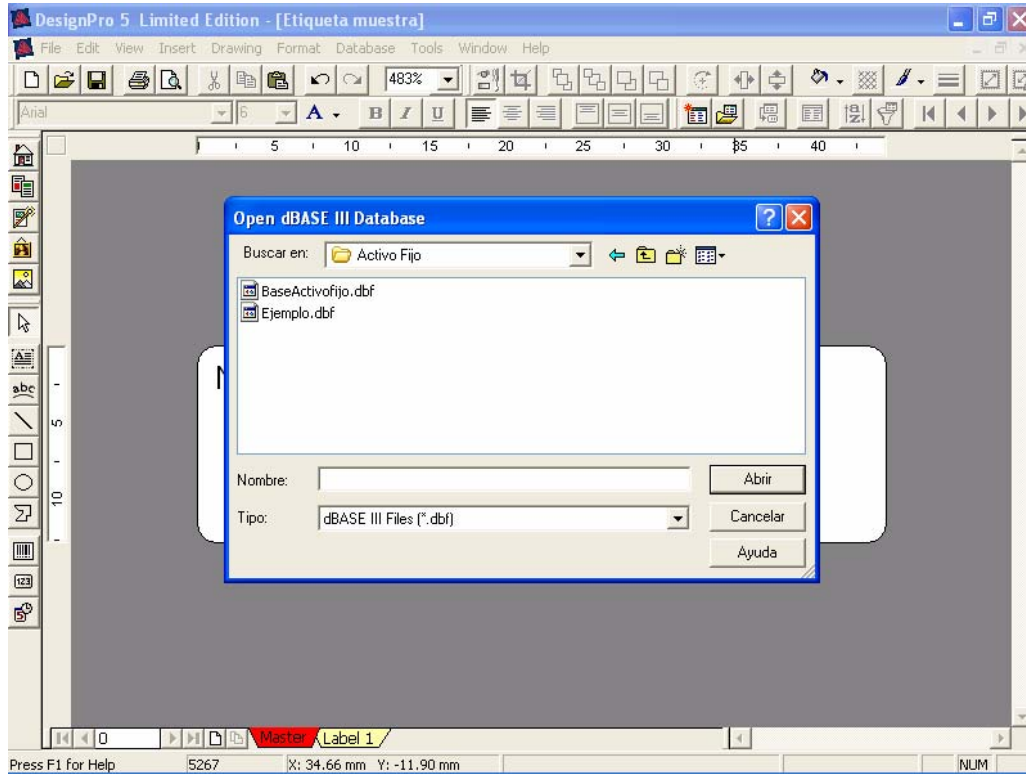 DesignPro 5 Limited Edition - [Etiqueta muestra]
File Edit View Insert Drawing Format Database Tools Window Help
483%
Arial 6 A B I U
5 10 15 20 25 30 35 40
Open dBASE III Database
Buscar en: Activo Fijo
BaseActivofijo.dbf
Ejemplo.dbf
N
5
10
Nombre: Abrir
Tipo: dBASE III Files (*.dbf) Cancelar
Ayuda
abc
123
0 Master Label 1
Press F1 for Help 5267 X: 34.66 mm Y: -11.90 mm NUM